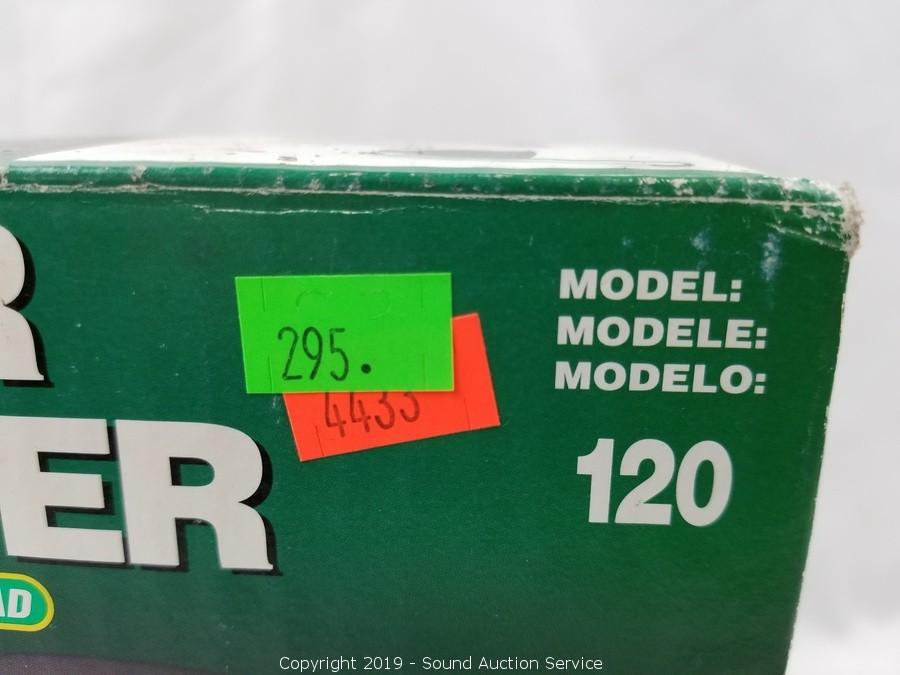 R
ER
AD
295.
4433
MODEL:
MODELE:
MODELO:
120
Copyright 2019 - Sound Auction Service